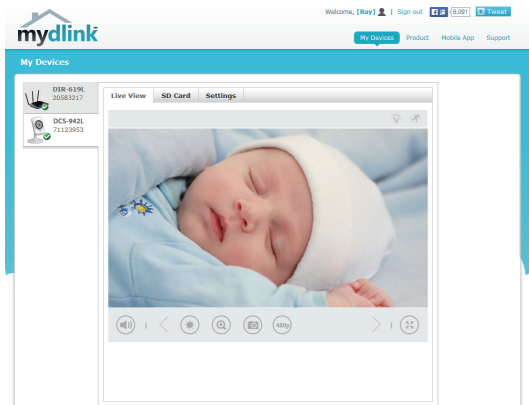 Welcome, [Ray] | Sign out 6,091 Tweet
mydlink
My Devices Product Mobile App Support
My Devices
DIR-619L
20583217
DCS-942L
71123953
Live View SD Card Settings
480p